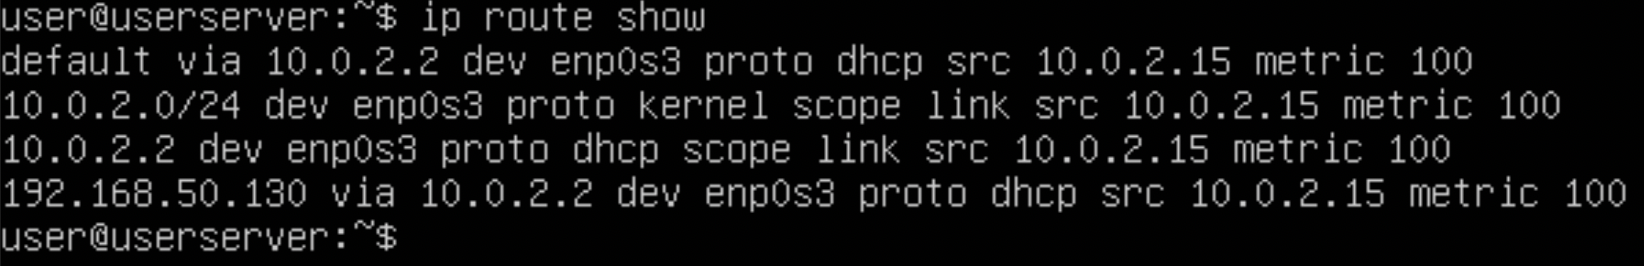 user@userserver:~$ ip route show
default via 10.0.2.2 dev enp0s3 proto dhcp src 10.0.2.15 metric 100
10.0.2.0/24 dev enp0s3 proto kernel scope link src 10.0.2.15 metric 100
10.0.2.2 dev enp0s3 proto dhcp scope link src 10.0.2.15 metric 100
192.168.50.130 via 10.0.2.2 dev enp0s3 proto dhcp src 10.0.2.15 metric 100
user@userserver:~$